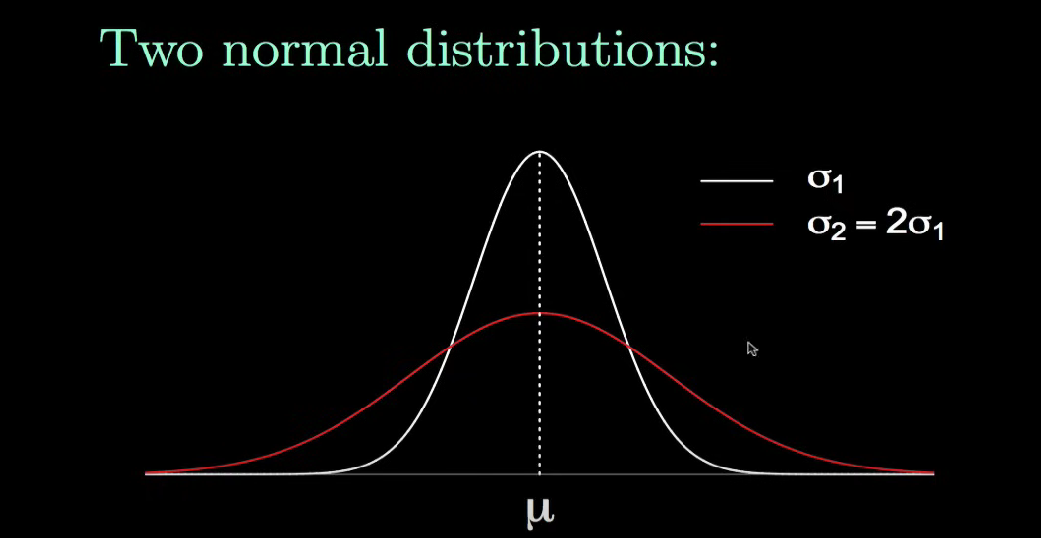 Two normal distributions:
σ₁
σ₂ = 2σ₁
μ